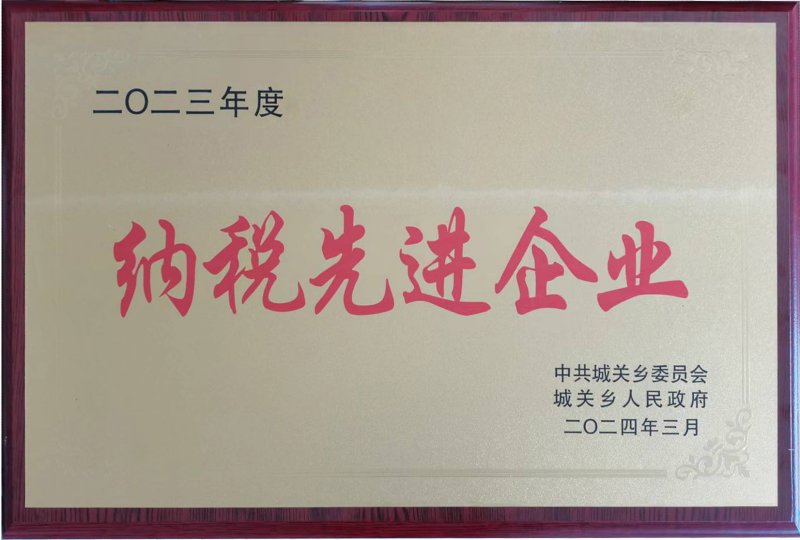 二〇二三年度
纳税先进企业
中共城关乡委员会
城关乡人民政府
二〇二四年三月